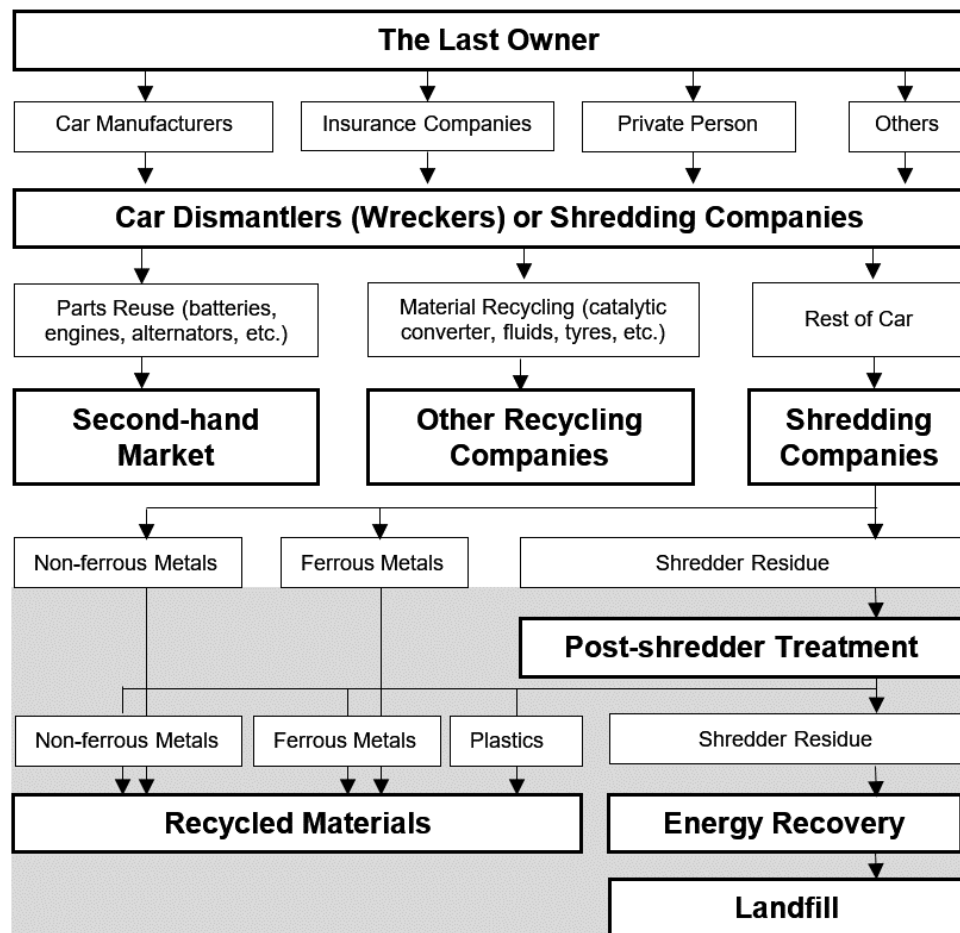 The Last Owner
Car Manufacturers
Insurance Companies
Private Person
Others
Car Dismantlers (Wreckers) or Shredding Companies
Parts Reuse (batteries,
engines, alternators, etc.)
Material Recycling (catalytic
converter, fluids, tyres, etc.)
Rest of Car
Second-hand
Market
Other Recycling
Companies
Shredding
Companies
Non-ferrous Metals
Ferrous Metals
Shredder Residue
Post-shredder Treatment
Non-ferrous Metals
Ferrous Metals
Plastics
Shredder Residue
Recycled Materials
Energy Recovery
Landfill